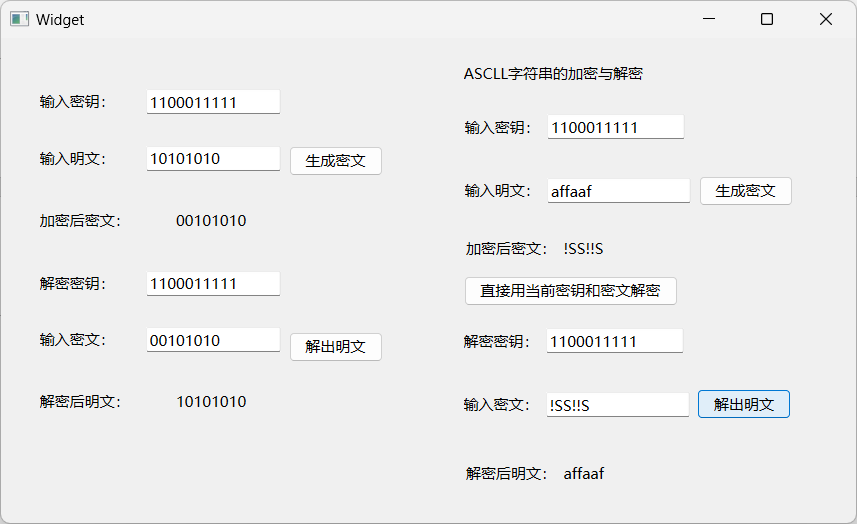 Widget
输入密钥：
1100011111
输入明文：
10101010
生成密文
加密后密文：
00101010
解密密钥：
1100011111
输入密文：
00101010
解出明文
解密后明文：
10101010
ASCLL字符串的加密与解密
输入密钥：
1100011111
输入明文：
affaaf
生成密文
加密后密文：
!SS!!S
直接用当前密钥和密文解密
解密密钥：
1100011111
输入密文：
!SS!!S
解出明文
解密后明文：
affaaf